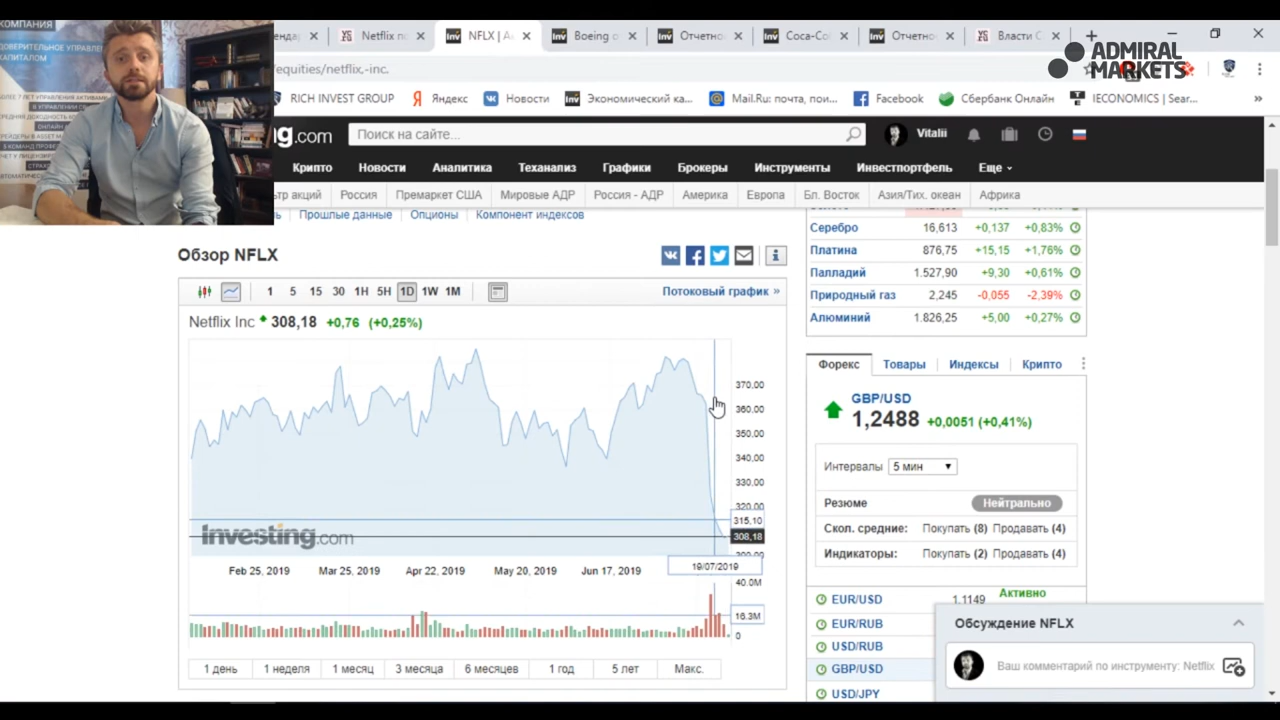 КОМПАНИЯ
ДОВЕРИТЕЛЬНОЕ УПРАВЛЕ
КАПИТАЛОМ
Netflix п
NFLX | А
Boeing о
Отчетно
Coca-Co
Отчетно
Власти С
ADMIRAL
MARKETS
/equities/netflix,-inc.
RICH INVEST GROUP
Яндекс
Новости
Экономический ка...
Mail.Ru: почта, пои...
Facebook
Сбербанк Онлайн
IECONOMICS | Sear...
»
ng.com
Поиск на сайте...
Vitalii
Крипто Новости Аналитика Теханализ Графики Брокеры Инструменты Инвестпортфель Еще
тр акций Россия Премаркет США Мировые АДР Россия - АДР Америка Европа Бл. Восток Азия/Тих. океан Африка
Прошлые данные Опционы Компонент индексов
Обзор NFLX
1 5 15 30 1H 5H 1D 1W 1M
Потоковый график »
Netflix Inc 308,18 +0,76 (+0,25%)
370,00
360,00
350,00
340,00
330,00
320,00
315,10
308,18
300,00
Investing.com
Feb 25, 2019 Mar 25, 2019 Apr 22, 2019 May 20, 2019 Jun 17, 2019 19/07/2019
40.0M
16.3M
0
1 день 1 неделя 1 месяц 3 месяца 6 месяцев 1 год 5 лет Макс.
Серебро 16,613 +0,137 +0,83%
Платина 876,75 +15,15 +1,76%
Палладий 1.527,90 +9,30 +0,61%
Природный газ 2,245 -0,055 -2,39%
Алюминий 1.826,25 +5,00 +0,27%
Форекс Товары Индексы Крипто
GBP/USD
1,2488 +0,0051 (+0,41%)
Интервалы 5 мин
Резюме Нейтрально
Скол. средние: Покупать (8) Продавать (4)
Индикаторы: Покупать (2) Продавать (4)
EUR/USD 1,1149 Активно
EUR/RUB
USD/RUB
GBP/USD
USD/JPY
Обсуждение NFLX
Ваш комментарий по инструменту: Netflix